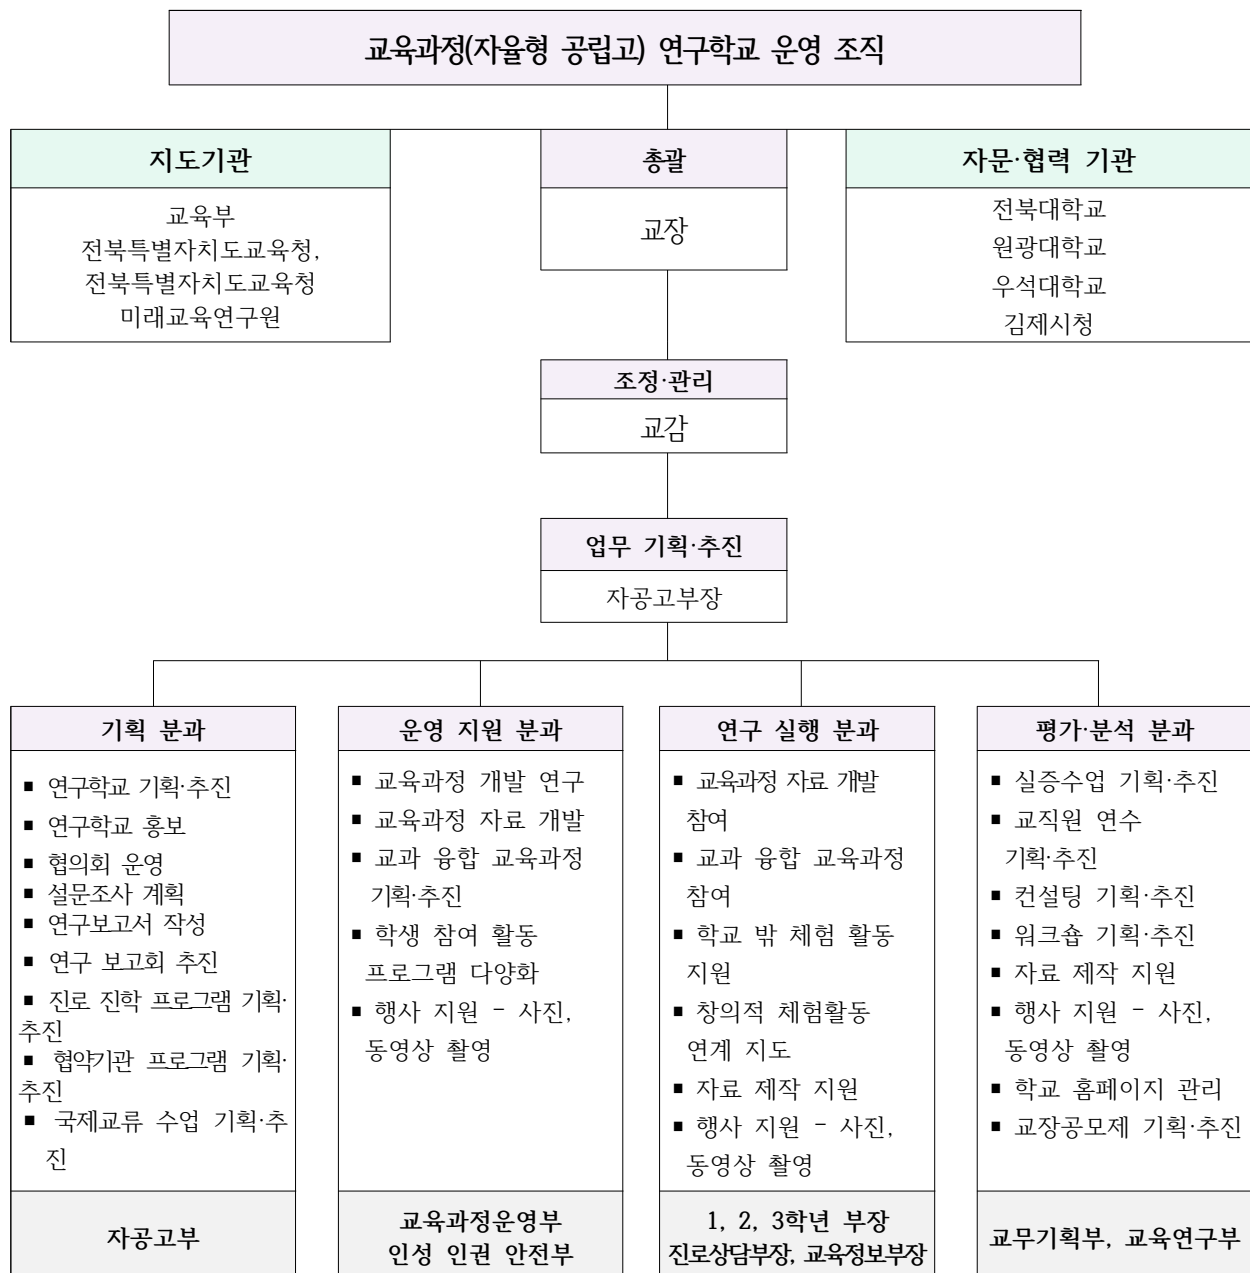 교육과정(자율형 공립고) 연구학교 운영 조직
지도기관
교육부
전북특별자치도교육청,
전북특별자치도교육청
미래교육연구원
총괄
교장
자문·협력 기관
전북대학교
원광대학교
우석대학교
김제시청
조정·관리
교감
업무 기획·추진
자공고부장
기획 분과
▪ 연구학교 기획·추진
▪ 연구학교 홍보
▪ 협의회 운영
▪ 설문조사 계획
▪ 연구보고서 작성
▪ 연구 보고회 추진
▪ 진로 진학 프로그램 기획·
추진
▪ 협약기관 프로그램 기획·
추진
▪ 국제교류 수업 기획·추
진
자공고부
운영 지원 분과
▪ 교육과정 개발 연구
▪ 교육과정 자료 개발
▪ 교과 융합 교육과정
기획·추진
▪ 학생 참여 활동
프로그램 다양화
▪ 행사 지원 - 사진,
동영상 촬영
교육과정운영부
인성 인권 안전부
연구 실행 분과
▪ 교육과정 자료 개발
참여
▪ 교과 융합 교육과정
참여
▪ 학교 밖 체험 활동
지원
▪ 창의적 체험활동
연계 지도
▪ 자료 제작 지원
▪ 행사 지원 - 사진,
동영상 촬영
1, 2, 3학년 부장
진로상담부장, 교육정보부장
평가·분석 분과
▪ 실증수업 기획·추진
▪ 교직원 연수
기획·추진
▪ 컨설팅 기획·추진
▪ 워크숍 기획·추진
▪ 자료 제작 지원
▪ 행사 지원 - 사진,
동영상 촬영
▪ 학교 홈페이지 관리
▪ 교장공모제 기획·추진
교무기획부, 교육연구부